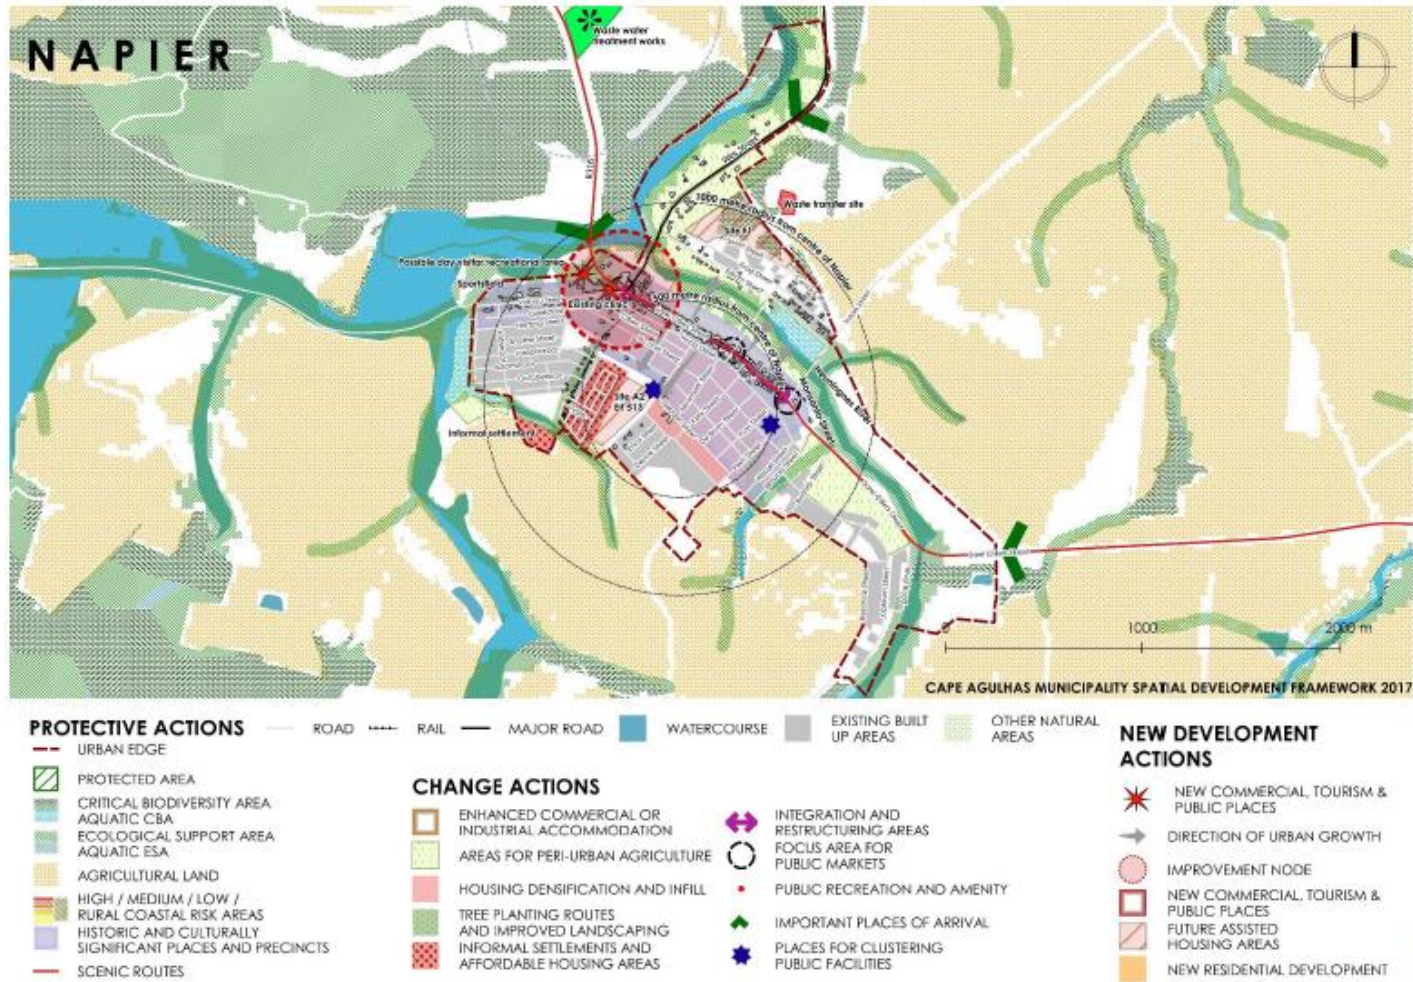 NAPIER
Waste water
treatment works
R316
1000 metre radius from centre of Napier
Waste transfer site
Site F1
Possible day visitor recreational area
Sportsfield
Existing clinic
500 metre radius from centre of Napier
Site A2
Erf 513
Informal settlement
0 1000 2000 m
CAPE AGULHAS MUNICIPALITY SPATIAL DEVELOPMENT FRAMEWORK 2017
PROTECTIVE ACTIONS
URBAN EDGE
PROTECTED AREA
CRITICAL BIODIVERSITY AREA
AQUATIC CBA
ECOLOGICAL SUPPORT AREA
AQUATIC ESA
AGRICULTURAL LAND
HIGH / MEDIUM / LOW /
RURAL COASTAL RISK AREAS
HISTORIC AND CULTURALLY
SIGNIFICANT PLACES AND PRECINCTS
SCENIC ROUTES
ROAD
RAIL
MAJOR ROAD
WATERCOURSE
EXISTING BUILT
UP AREAS
OTHER NATURAL
AREAS
CHANGE ACTIONS
ENHANCED COMMERCIAL OR
INDUSTRIAL ACCOMMODATION
AREAS FOR PERI-URBAN AGRICULTURE
HOUSING DENSIFICATION AND INFILL
TREE PLANTING ROUTES
AND IMPROVED LANDSCAPING
INFORMAL SETTLEMENTS AND
AFFORDABLE HOUSING AREAS
INTEGRATION AND
RESTRUCTURING AREAS
FOCUS AREA FOR
PUBLIC MARKETS
PUBLIC RECREATION AND AMENITY
IMPORTANT PLACES OF ARRIVAL
PLACES FOR CLUSTERING
PUBLIC FACILITIES
NEW DEVELOPMENT
ACTIONS
NEW COMMERCIAL, TOURISM &
PUBLIC PLACES
DIRECTION OF URBAN GROWTH
IMPROVEMENT NODE
NEW COMMERCIAL, TOURISM &
PUBLIC PLACES
FUTURE ASSISTED
HOUSING AREAS
NEW RESIDENTIAL DEVELOPMENT